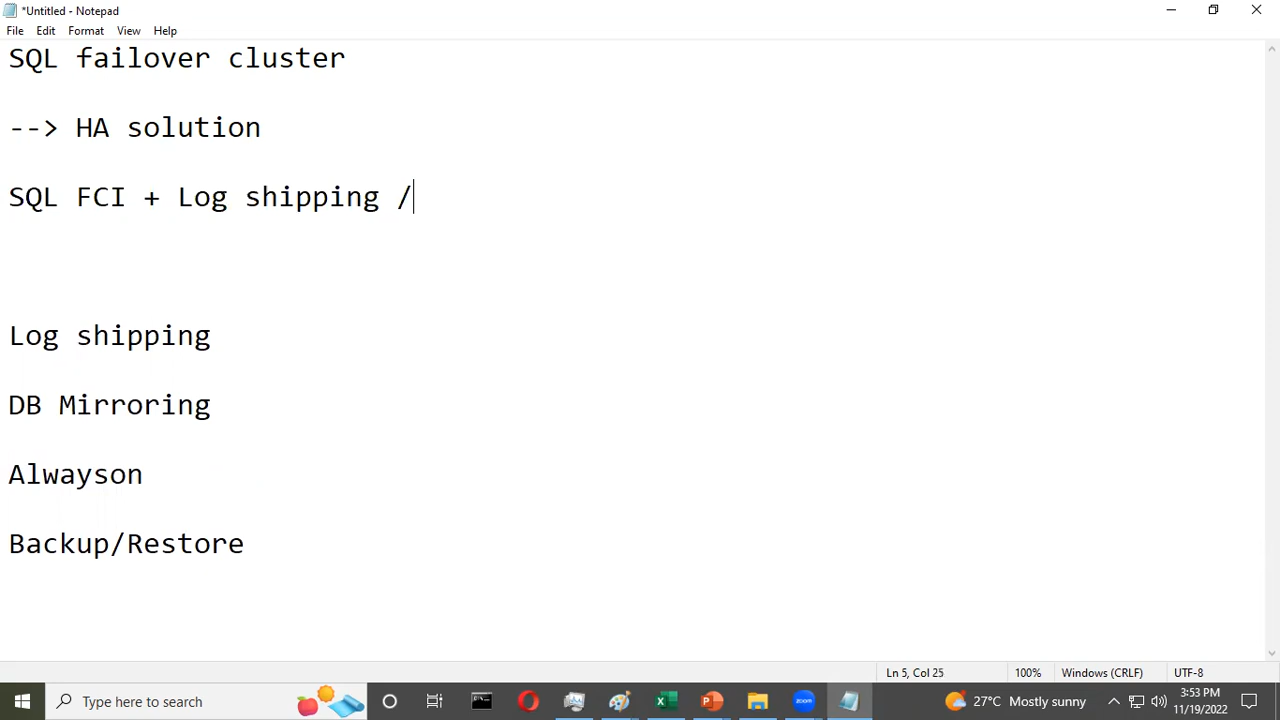 *Untitled - Notepad
File Edit Format View Help
SQL failover cluster
--> HA solution
SQL FCI + Log shipping /
Log shipping
DB Mirroring
Alwayson
Backup/Restore
Ln 5, Col 25 100% Windows (CRLF) UTF-8
Type here to search
zoom
27°C Mostly sunny
3:53 PM
11/19/2022